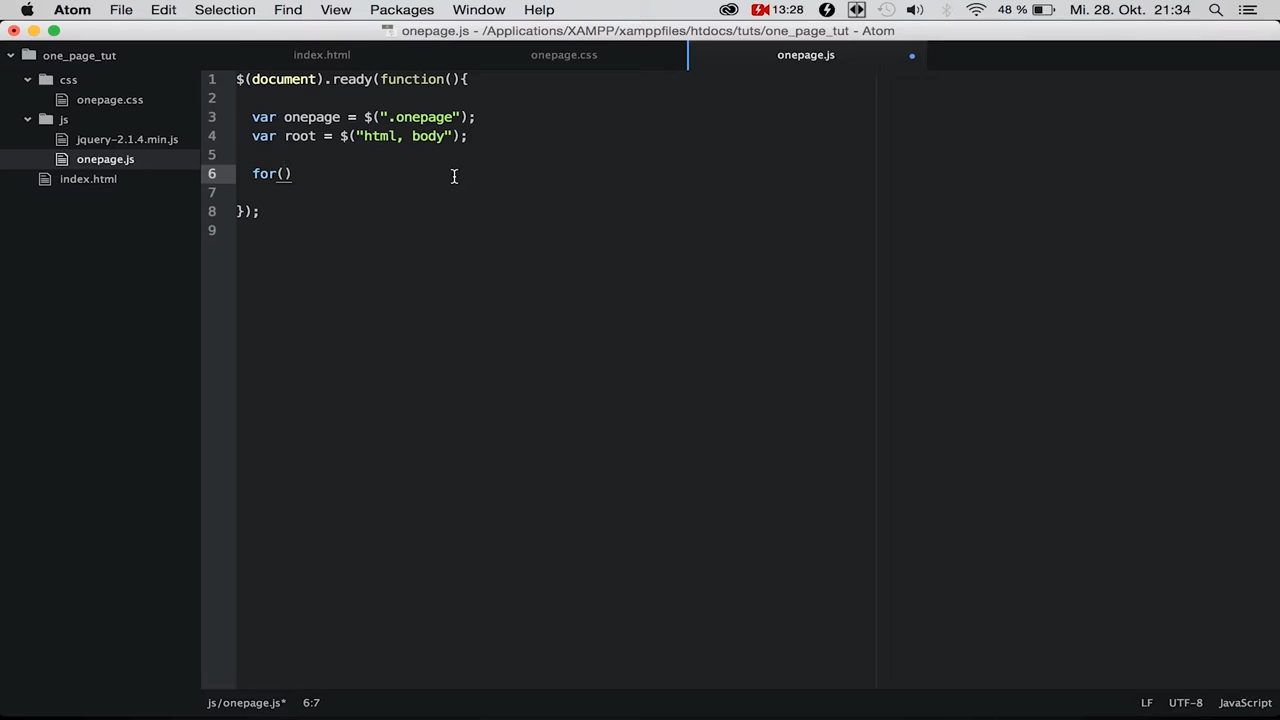 Atom File Edit Selection Find View Packages Window Help 13:28 48 % Mi. 28. Okt. 21:34
onepage.js - /Applications/XAMPP/xamppfiles/htdocs/tuts/one_page_tut - Atom
one_page_tut
css
onepage.css
js
jquery-2.1.4.min.js
onepage.js
index.html
index.html onepage.css onepage.js
1 $(document).ready(function(){
2
3 var onepage = $(".onepage");
4 var root = $("html, body");
5
6 for()
7
8 });
9
js/onepage.js* 6:7 LF UTF-8 JavaScript